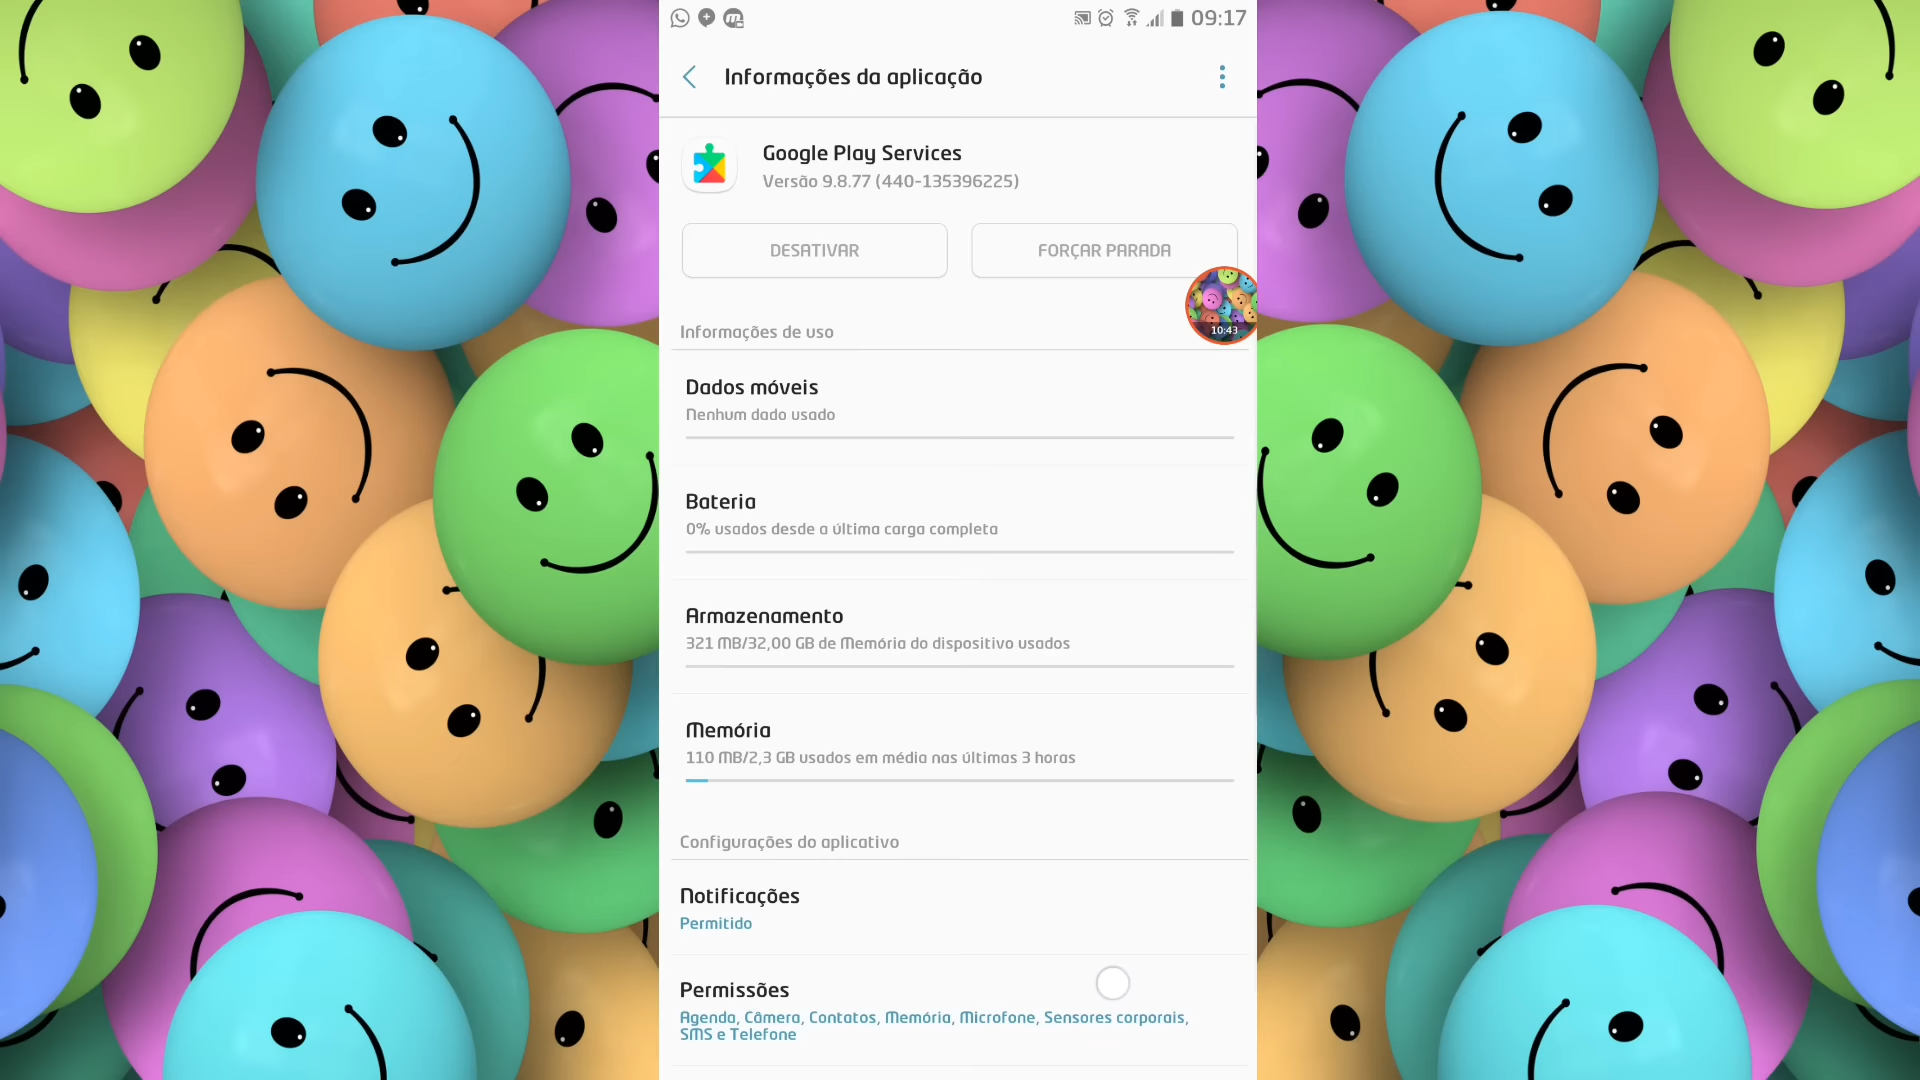 09:17
Informações da aplicação
Google Play Services
Versão 9.8.77 (440-135396225)
DESATIVAR
FORÇAR PARADA
10:43
Informações de uso
Dados móveis
Nenhum dado usado
Bateria
0% usados desde a última carga completa
Armazenamento
321 MB/32,00 GB de Memória do dispositivo usados
Memória
110 MB/2,3 GB usados em média nas últimas 3 horas
Configurações do aplicativo
Notificações
Permitido
Permissões
Agenda, Câmera, Contatos, Memória, Microfone, Sensores corporais,
SMS e Telefone